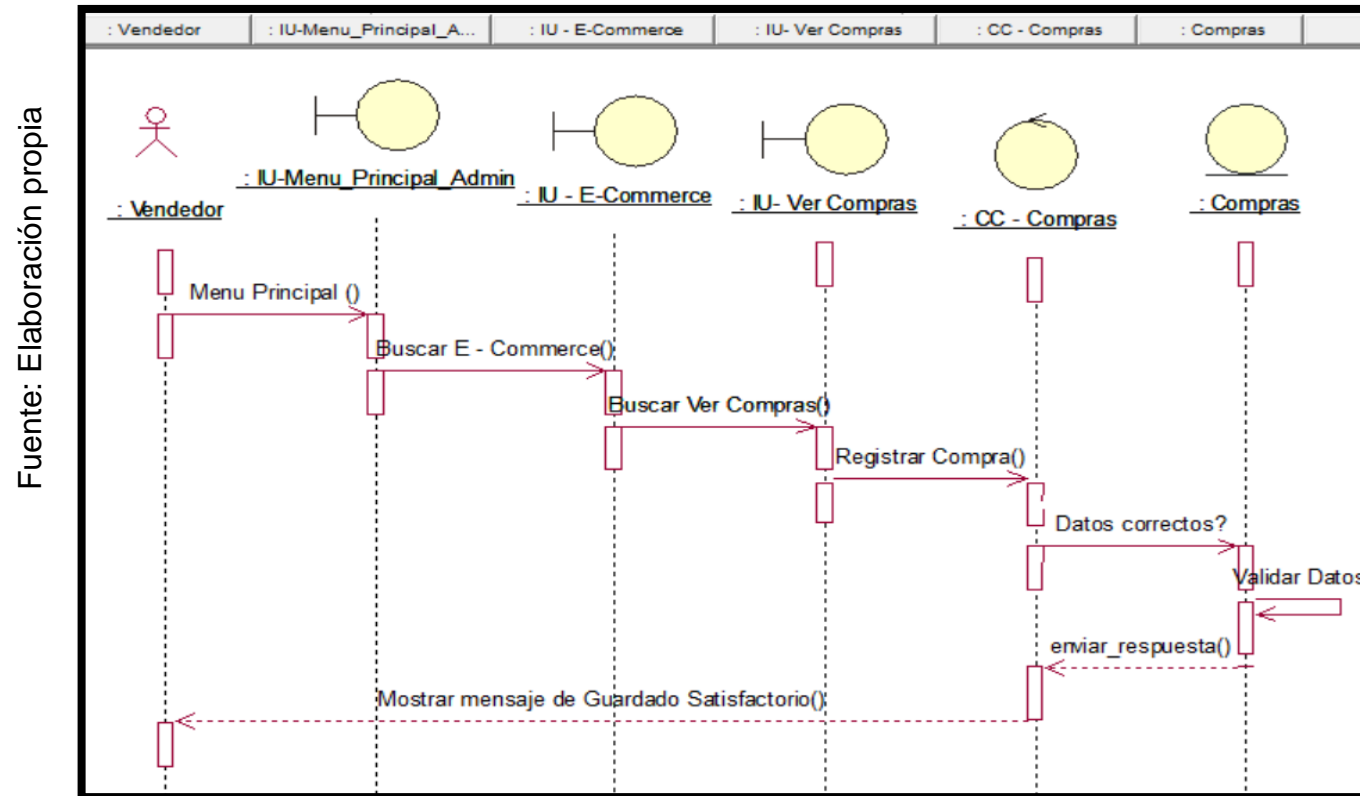 Fuente: Elaboración propia
: Vendedor
: IU-Menu_Principal_A...
: IU - E-Commerce
: IU- Ver Compras
: CC - Compras
: Compras
: IU-Menu_Principal_Admin
: IU - E-Commerce
: IU- Ver Compras
: Compras
: Vendedor
: CC - Compras
Menu Principal ()
Buscar E - Commerce()
Buscar Ver Compras()
Registrar Compra()
Datos correctos?
Validar Datos
enviar_respuesta()
Mostrar mensaje de Guardado Satisfactorio()